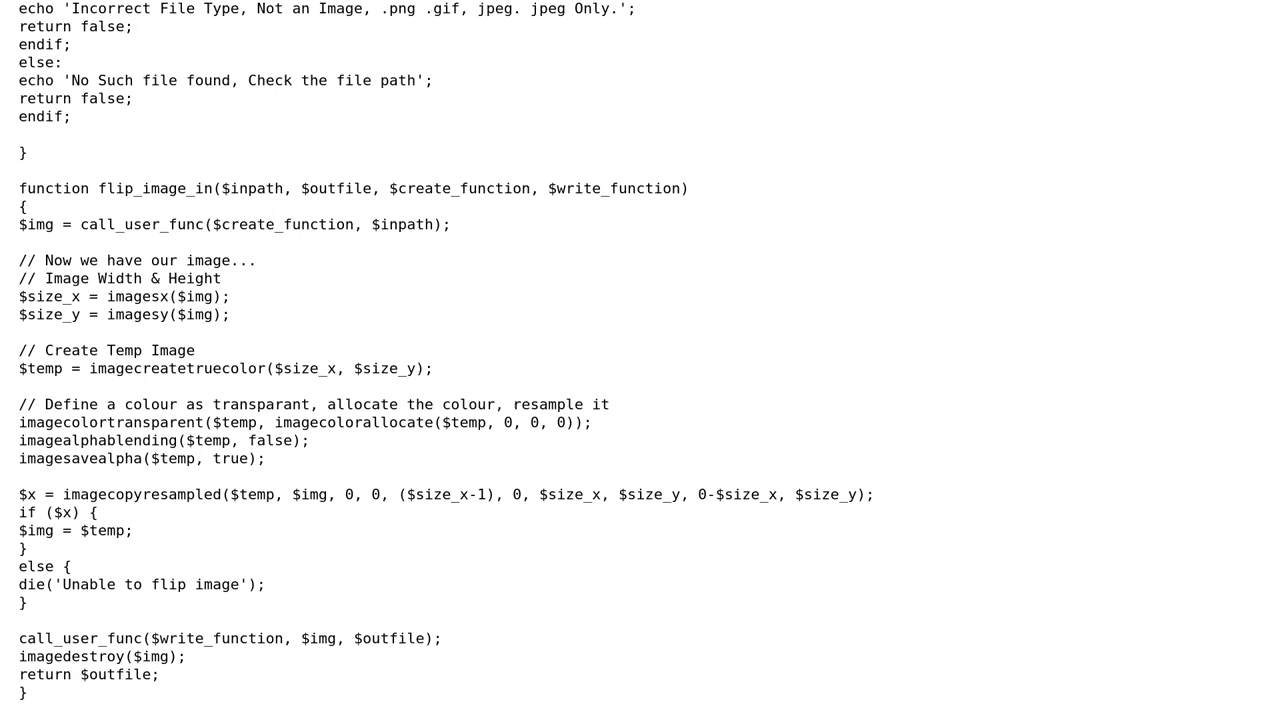 echo 'Incorrect File Type, Not an Image, .png .gif, jpeg. jpeg Only.';
return false;
endif;
else:
echo 'No Such file found, Check the file path';
return false;
endif;
}
function flip_image_in($inpath, $outfile, $create_function, $write_function)
{
$img = call_user_func($create_function, $inpath);
// Now we have our image...
// Image Width & Height
$size_x = imagesx($img);
$size_y = imagesy($img);
// Create Temp Image
$temp = imagecreatetruecolor($size_x, $size_y);
// Define a colour as transparant, allocate the colour, resample it
imagecolortransparent($temp, imagecolorallocate($temp, 0, 0, 0));
imagealphablending($temp, false);
imagesavealpha($temp, true);
$x = imagecopyresampled($temp, $img, 0, 0, ($size_x-1), 0, $size_x, $size_y, 0-$size_x, $size_y);
if ($x) {
$img = $temp;
}
else {
die('Unable to flip image');
}
call_user_func($write_function, $img, $outfile);
imagedestroy($img);
return $outfile;
}